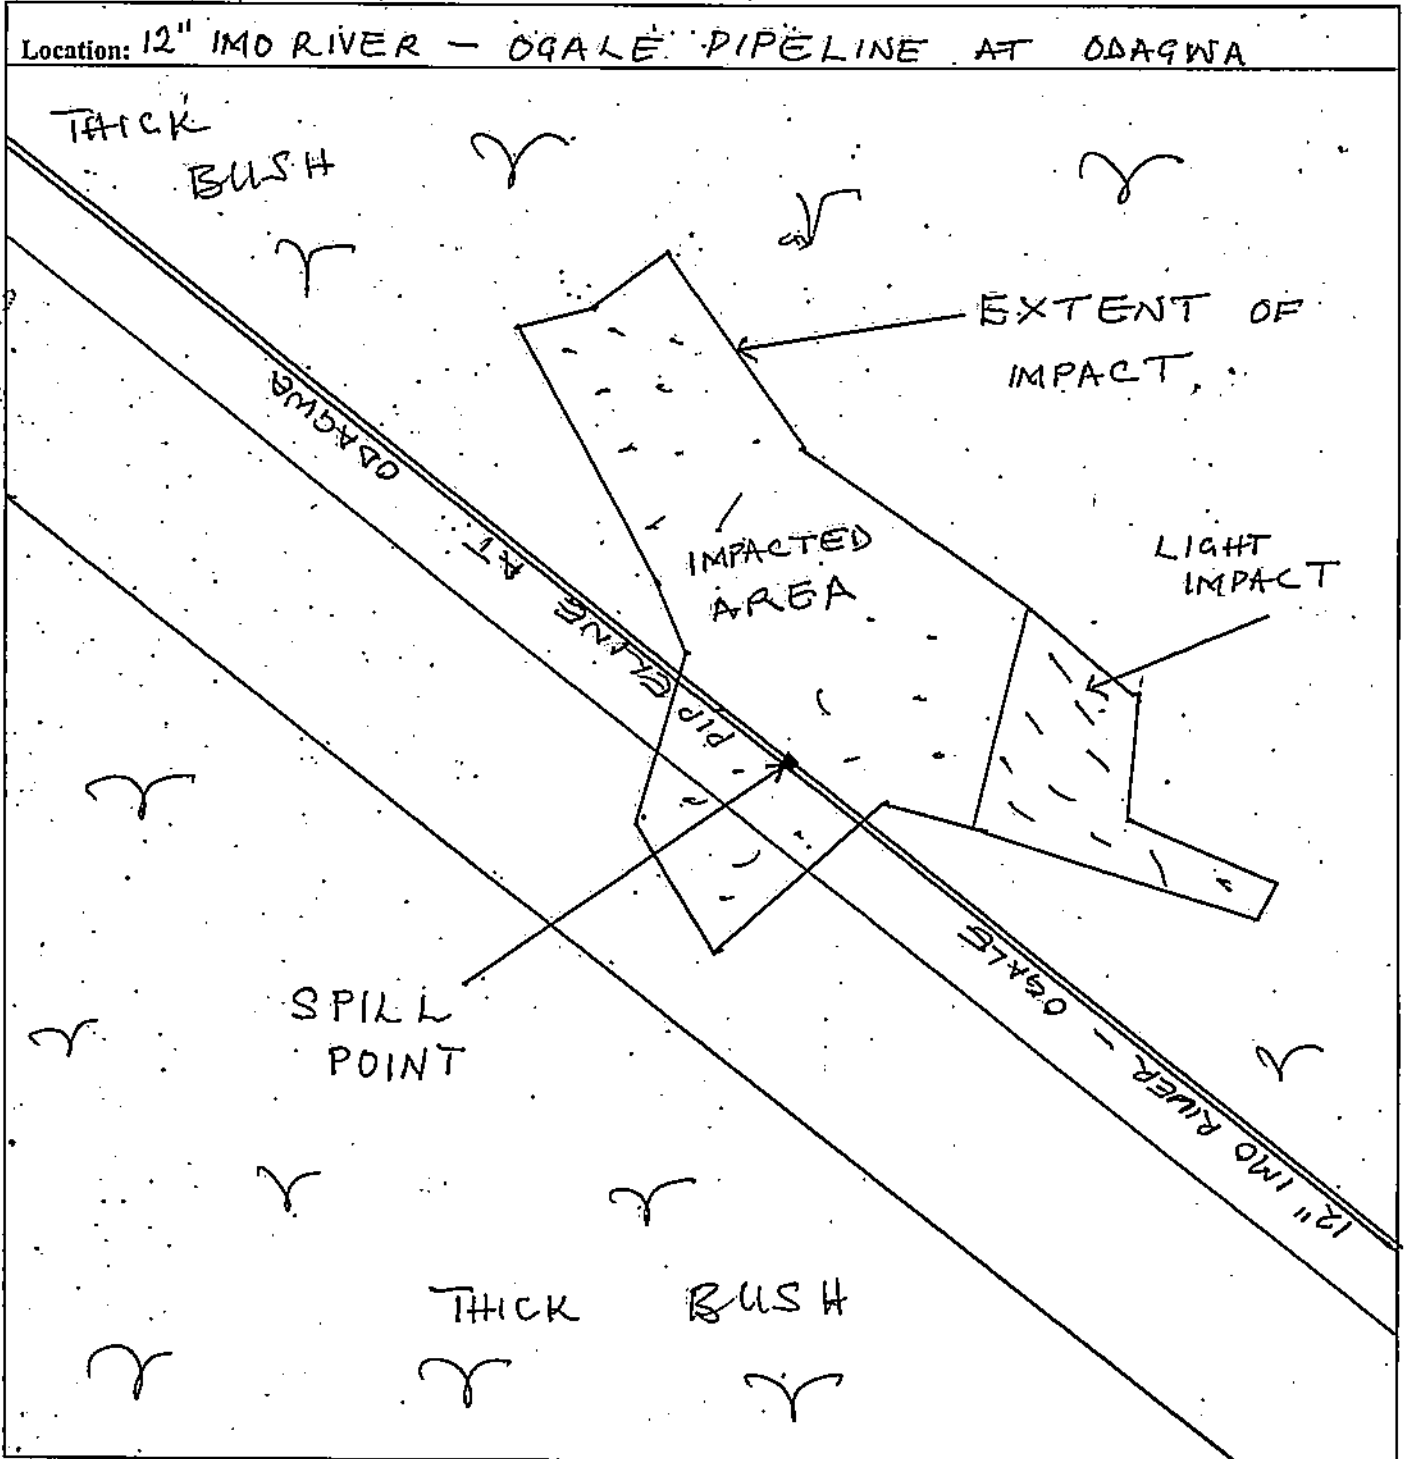 Location: 12" IMO RIVER - OGALE PIPELINE AT ODAGWA
THICK
BUSH
EXTENT OF
IMPACT.
IMPACTED
AREA
LIGHT
IMPACT
12" IMO RIVER - OGALE PIPELINE AT ODAGWA
SPILL
POINT
THICK BUSH